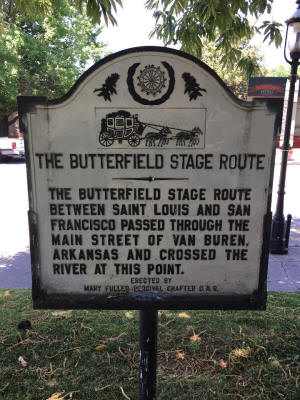 THE BUTTERFIELD STAGE ROUTE
THE BUTTERFIELD STAGE ROUTE
BETWEEN SAINT LOUIS AND SAN
FRANCISCO PASSED THROUGH THE
MAIN STREET OF VAN BUREN,
ARKANSAS AND CROSSED THE
RIVER AT THIS POINT.
ERECTED BY
MARY FULLER PERCIVAL CHAPTER D.A.R.